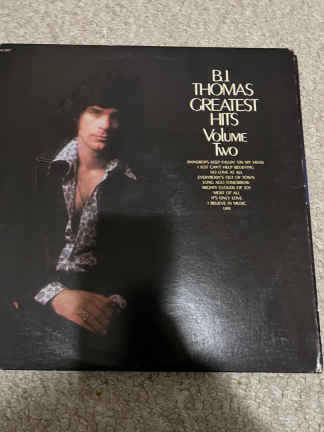 B.J.
THOMAS
GREATEST
HITS
VOLUME
TWO
RAINDROPS KEEP FALLIN' ON MY HEAD
I JUST CAN'T HELP BELIEVING
NO LOVE AT ALL
EVERYBODY'S OUT OF TOWN
LONG AGO TOMORROW
MIGHTY CLOUDS OF JOY
MOST OF ALL
IT'S ONLY LOVE
I BELIEVE IN MUSIC
LIFE